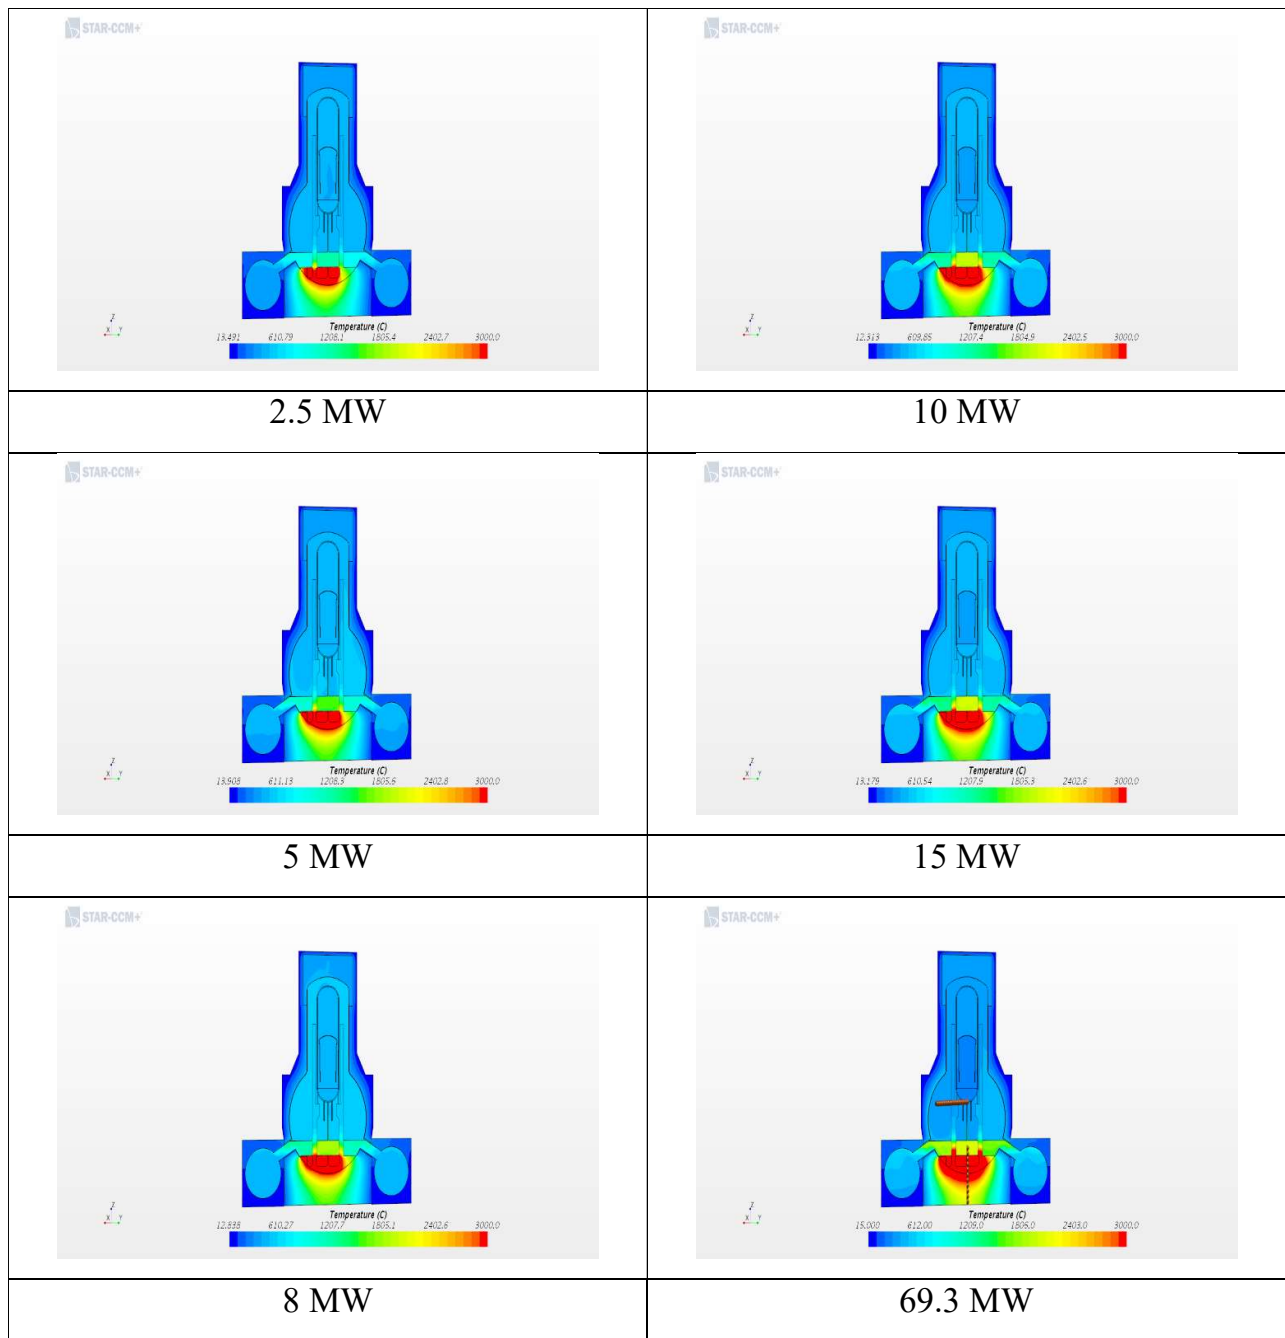 STAR-CCM+
Z
X Y
Temperature (C)
13.491 610.79 1208.1 1805.4 2402.7 3000.0
2.5 MW
STAR-CCM+
Z
X Y
Temperature (C)
12.313 609.85 1207.4 1804.9 2402.5 3000.0
10 MW
STAR-CCM+
Z
X Y
Temperature (C)
13.903 611.13 1208.3 1805.6 2402.8 3000.0
5 MW
STAR-CCM+
Z
X Y
Temperature (C)
13.179 610.54 1207.9 1805.3 2402.6 3000.0
15 MW
STAR-CCM+
Z
X Y
Temperature (C)
12.838 610.27 1207.7 1805.1 2402.6 3000.0
8 MW
STAR-CCM+
Z
X Y
Temperature (C)
15.000 612.00 1209.0 1806.0 2403.0 3000.0
69.3 MW